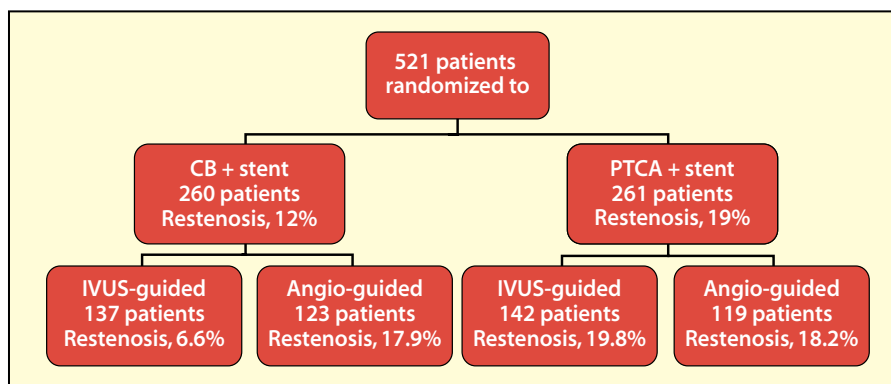 521 patients
randomized to
CB + stent
260 patients
Restenosis, 12%
PTCA + stent
261 patients
Restenosis, 19%
IVUS-guided
137 patients
Restenosis, 6.6%
Angio-guided
123 patients
Restenosis, 17.9%
IVUS-guided
142 patients
Restenosis, 19.8%
Angio-guided
119 patients
Restenosis, 18.2%